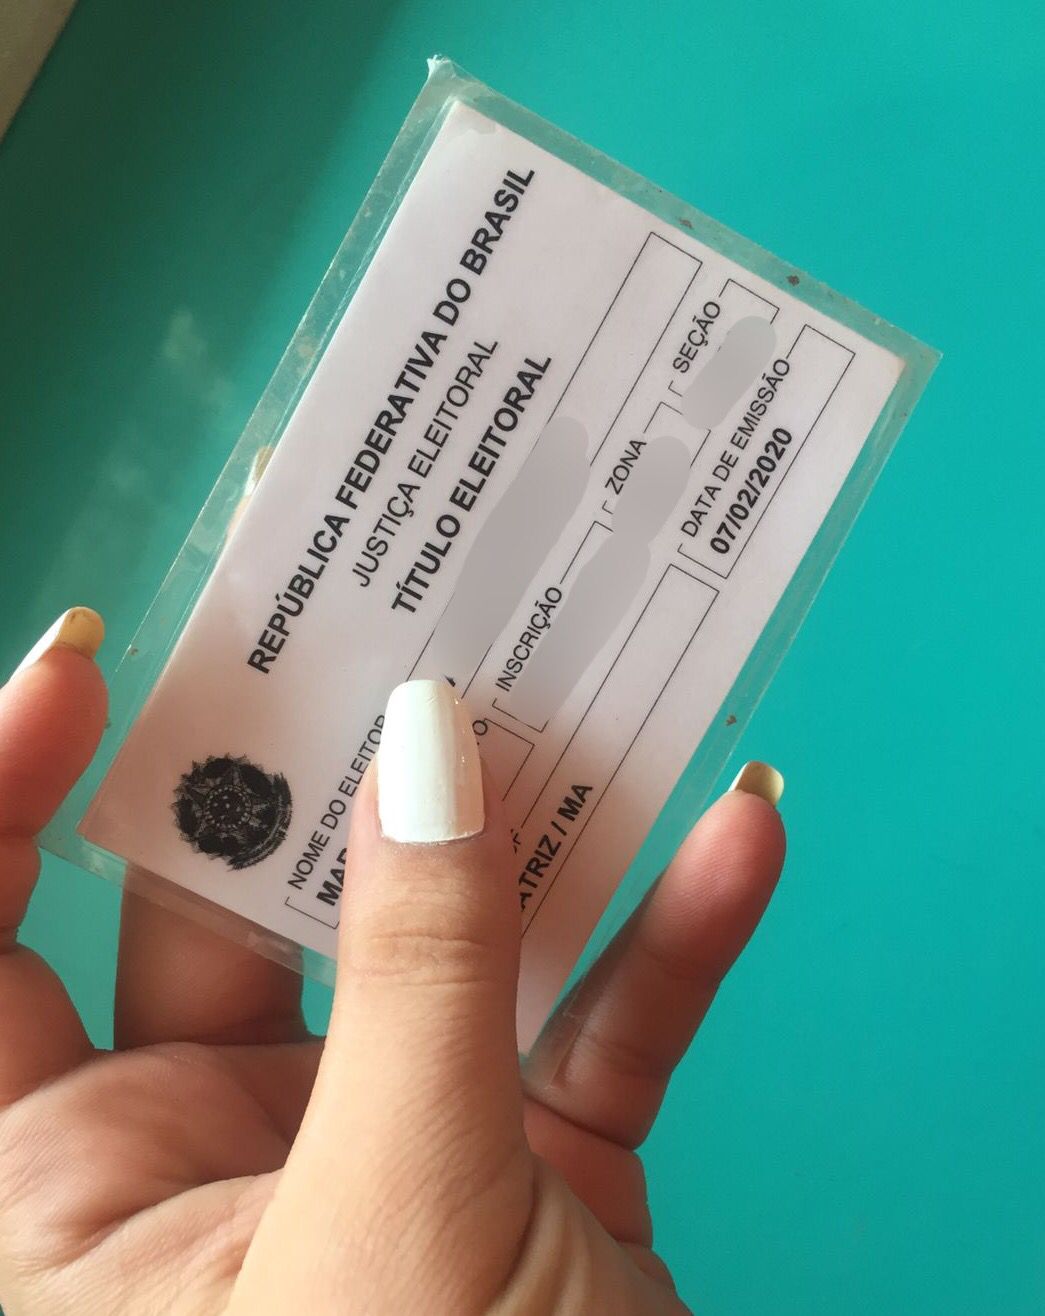 REPÚBLICA FEDERATIVA DO BRASIL
JUSTIÇA ELEITORAL
TÍTULO ELEITORAL
NOME DO ELEITOR
INSCRIÇÃO
ZONA
SEÇÃO
/ MA
DATA DE EMISSÃO
07/02/2020